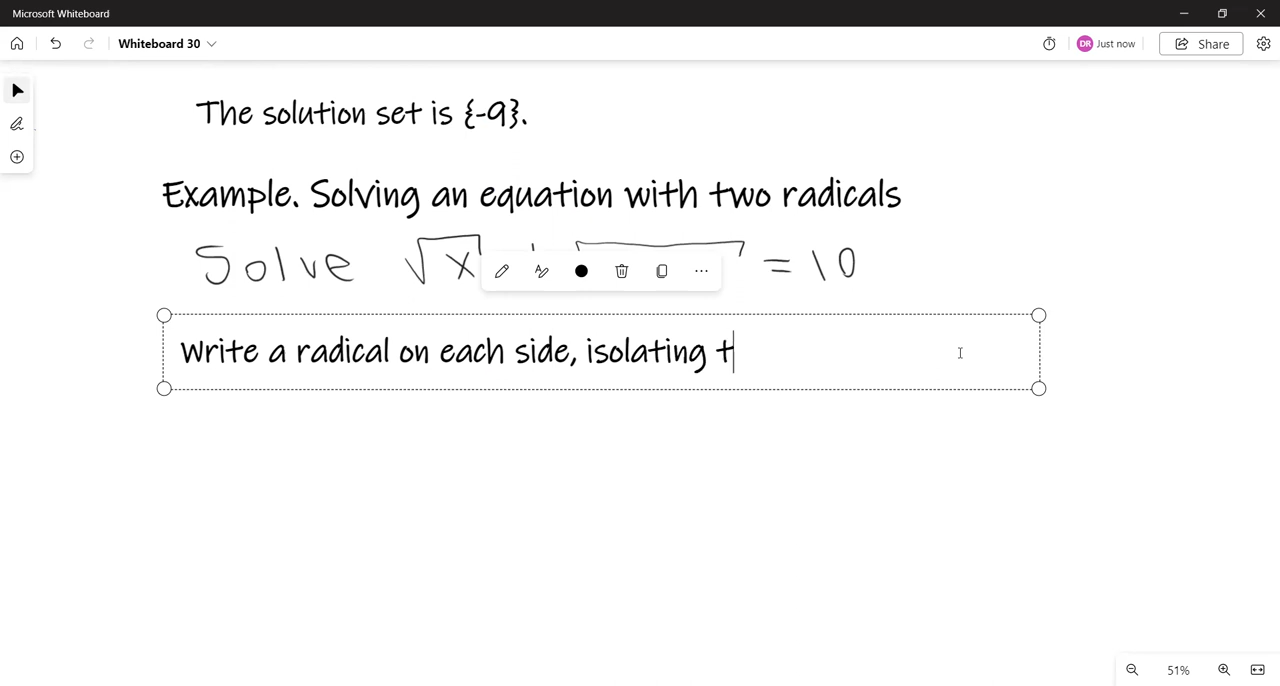 Microsoft Whiteboard
Whiteboard 30
DR Just now
Share
The solution set is {-9}.
Example. Solving an equation with two radicals
Solve √x = 10
Write a radical on each side, isolating t
51%